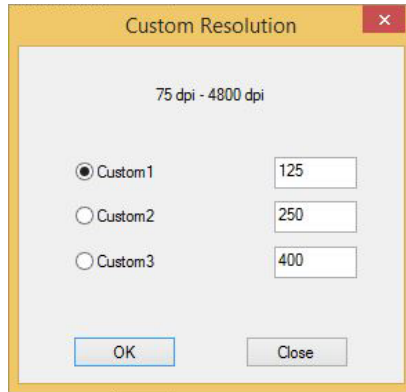 Custom Resolution
75 dpi - 4800 dpi
Custom1 125
Custom2 250
Custom3 400
OK Close